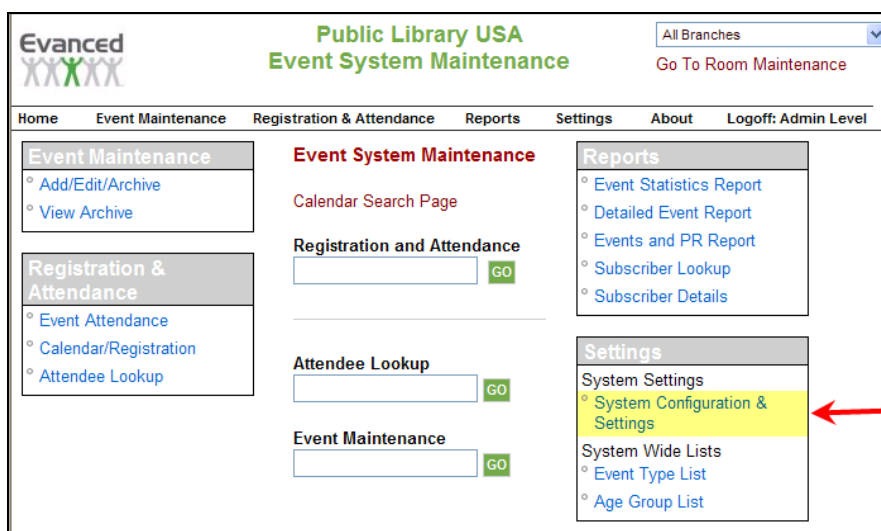 Evanced
Public Library USA
Event System Maintenance
All Branches
Go To Room Maintenance
Home Event Maintenance Registration & Attendance Reports Settings About Logoff: Admin Level
Event Maintenance
Add/Edit/Archive
View Archive
Registration &
Attendance
Event Attendance
Calendar/Registration
Attendee Lookup
Event System Maintenance
Calendar Search Page
Registration and Attendance
GO
Attendee Lookup
GO
Event Maintenance
GO
Reports
Event Statistics Report
Detailed Event Report
Events and PR Report
Subscriber Lookup
Subscriber Details
Settings
System Settings
System Configuration &
Settings
System Wide Lists
Event Type List
Age Group List